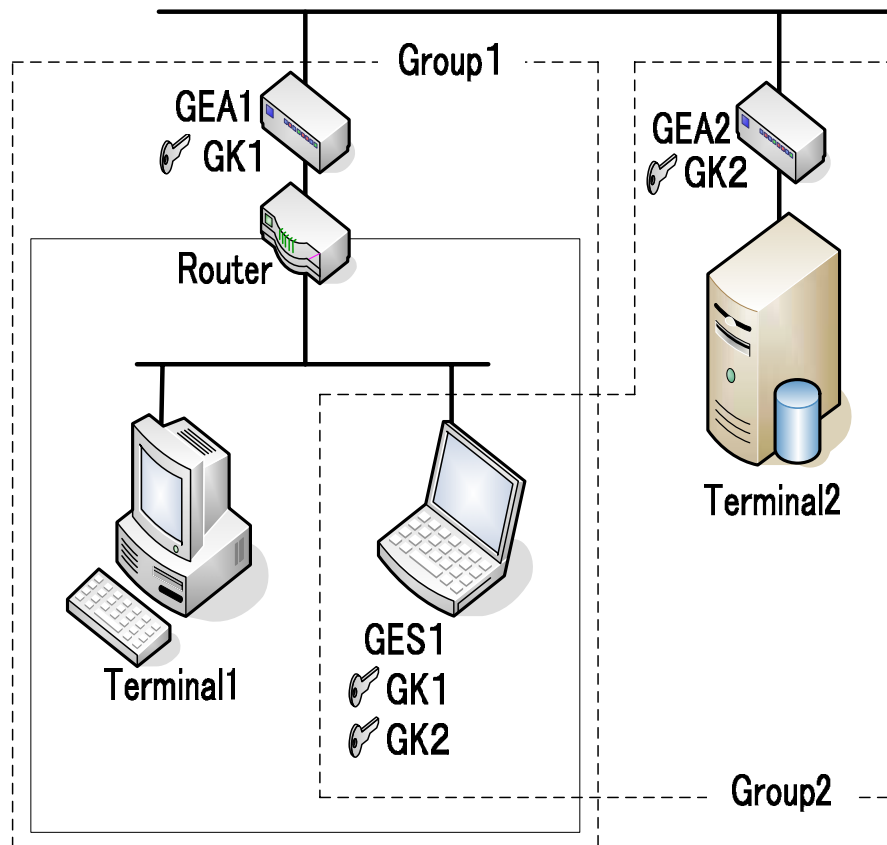 Group1
GEA1
GK1
GEA2
GK2
Router
Terminal2
GES1
GK1
GK2
Terminal1
Group2